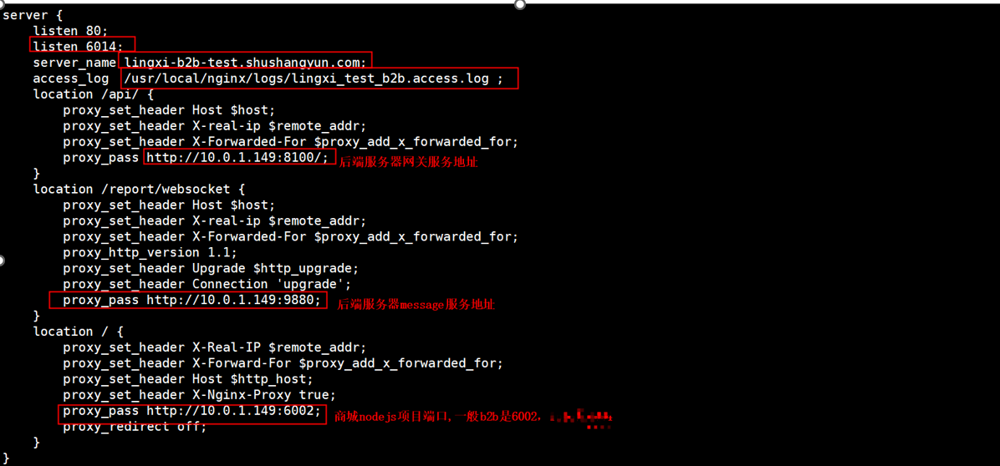 server {
    listen 80;
    listen 6014;
    server_name lingxi-b2b-test.shushangyun.com;
    access_log  /usr/local/nginx/logs/lingxi_test_b2b.access.log ;
    location /api/ {
        proxy_set_header Host $host;
        proxy_set_header X-real-ip $remote_addr;
        proxy_set_header X-Forwarded-For $proxy_add_x_forwarded_for;
        proxy_pass http://10.0.1.149:8100/; 后端服务器网关服务地址
    }
    location /report/websocket {
        proxy_set_header Host $host;
        proxy_set_header X-real-ip $remote_addr;
        proxy_set_header X-Forwarded-For $proxy_add_x_forwarded_for;
        proxy_http_version 1.1;
        proxy_set_header Upgrade $http_upgrade;
        proxy_set_header Connection 'upgrade';
        proxy_pass http://10.0.1.149:9880; 后端服务器message服务地址
    }
    location / {
        proxy_set_header X-Real-IP $remote_addr;
        proxy_set_header X-Forward-For $proxy_add_x_forwarded_for;
        proxy_set_header Host $http_host;
        proxy_set_header X-Nginx-Proxy true;
        proxy_pass http://10.0.1.149:6002; 商城nodejs项目端口,一般b2b是6002,
        proxy_redirect off;
    }
}